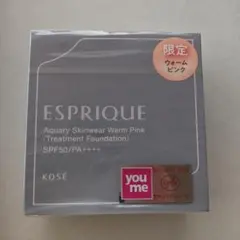 限定
ウォーム
ピンク
ESPRIQUE
Aquary Skinwear Warm Pink
(Treatment Foundation)
SPF50/PA++++
KOSÉ
you
me